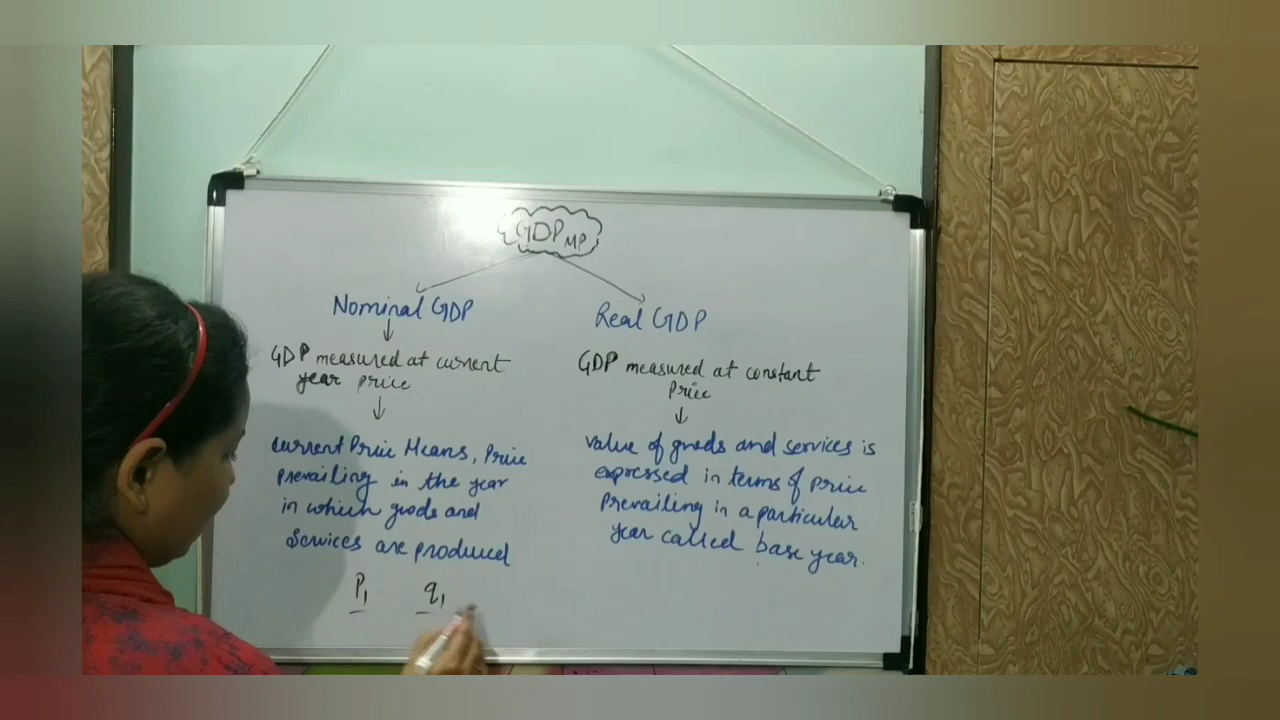 GDP MP
Nominal GDP
GDP measured at current
year price
Current Price Means, Price
prevailing in the year
in which goods and
Services are produced
P1 q1
Real GDP
GDP measured at constant
Price
Value of goods and services is
expressed in terms of price
Prevailing in a particular
year called base year.